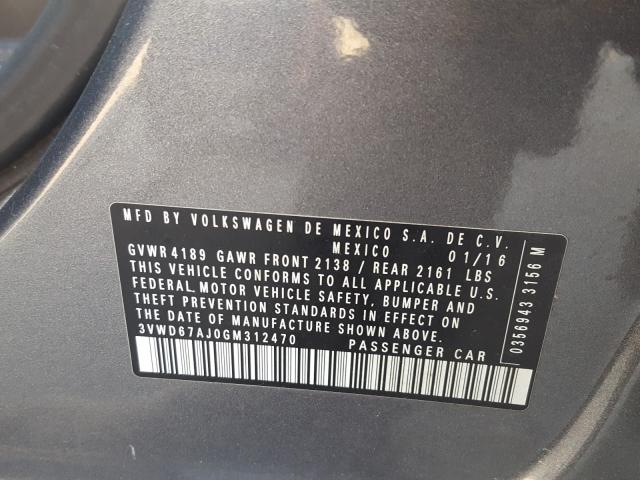 MFD BY VOLKSWAGEN DE MEXICO S.A. DE C.V.
MEXICO 01/16
GVWR 4189 GAWR FRONT 2138 / REAR 2161 LBS
THIS VEHICLE CONFORMS TO ALL APPLICABLE U.S.
FEDERAL MOTOR VEHICLE SAFETY, BUMPER AND
THEFT PREVENTION STANDARDS IN EFFECT ON
THE DATE OF MANUFACTURE SHOWN ABOVE.
3VWD67AJ0GM312470 PASSENGER CAR
0356943 3156 M